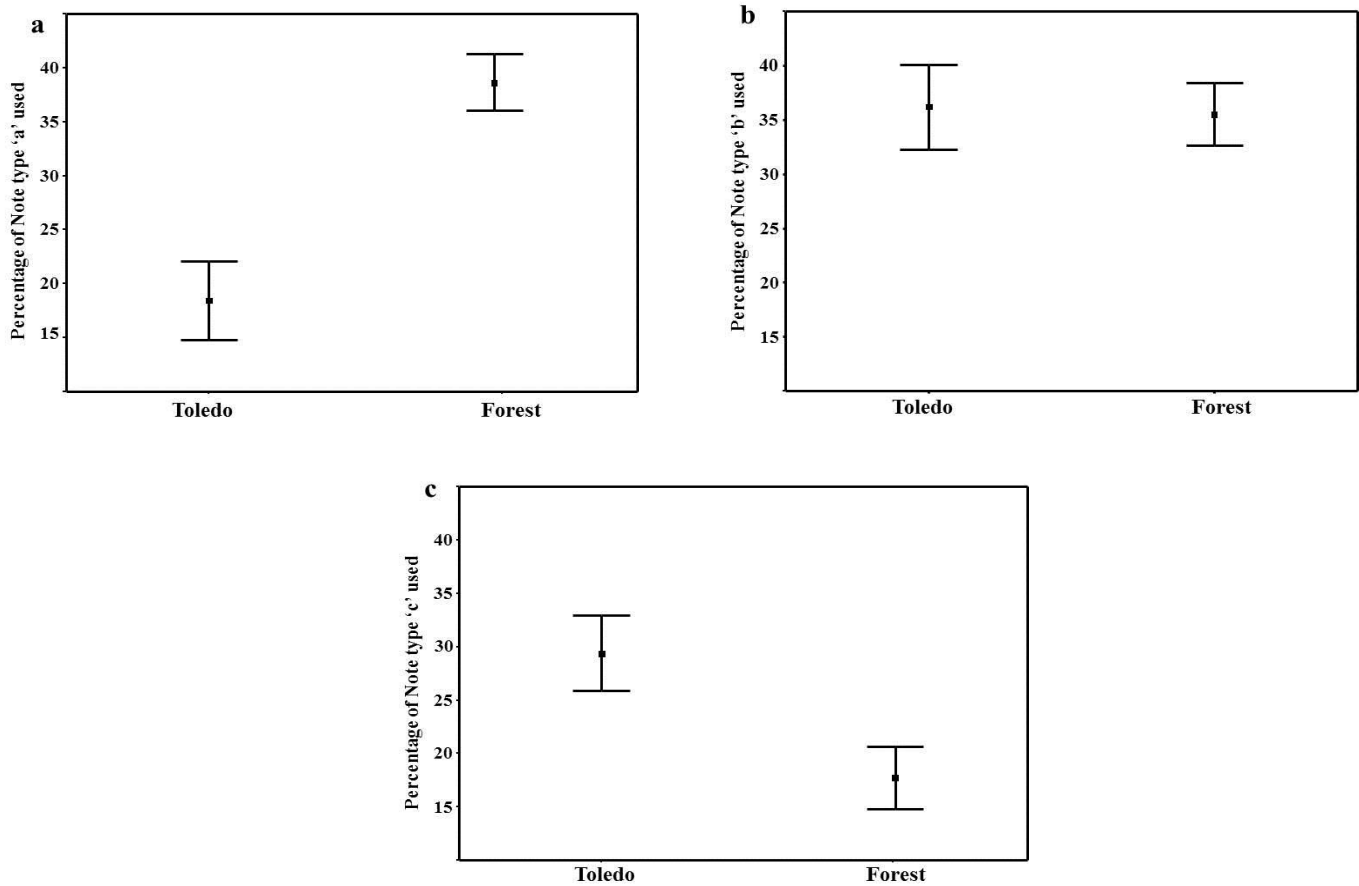 a
Percentage of Note type ‘a’ used
40
35
30
25
20
15
Toledo Forest
b
Percentage of Note type ‘b’ used
40
35
30
25
20
15
Toledo Forest
c
Percentage of Note type ‘c’ used
40
35
30
25
20
15
Toledo Forest